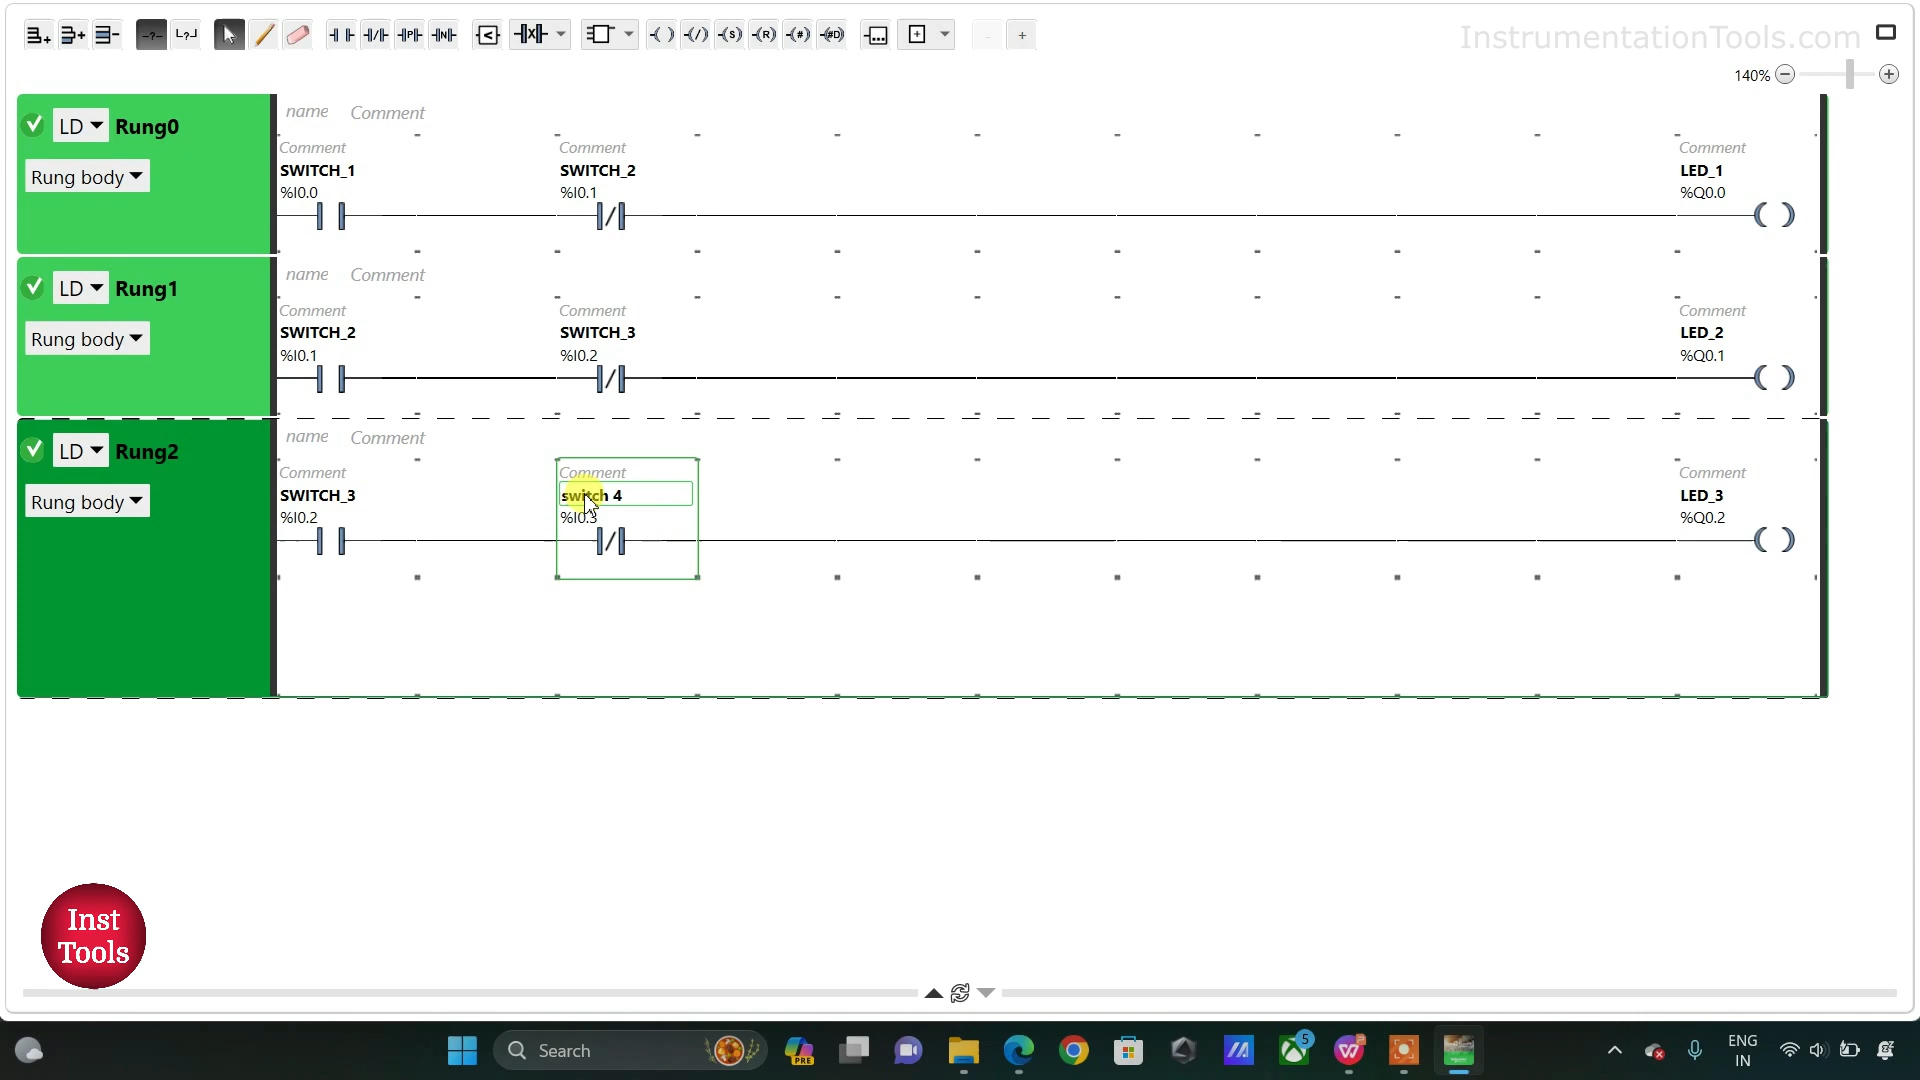 InstrumentationTools.com
140%
LD Rung0
Rung body
name Comment
Comment
SWITCH_1
%I0.0
Comment
SWITCH_2
%I0.1
Comment
LED_1
%Q0.0
LD Rung1
Rung body
name Comment
Comment
SWITCH_2
%I0.1
Comment
SWITCH_3
%I0.2
Comment
LED_2
%Q0.1
LD Rung2
Rung body
name Comment
Comment
SWITCH_3
%I0.2
Comment
switch 4
%I0.3
Comment
LED_3
%Q0.2
Inst
Tools
Search
PRE
5
ENG
IN